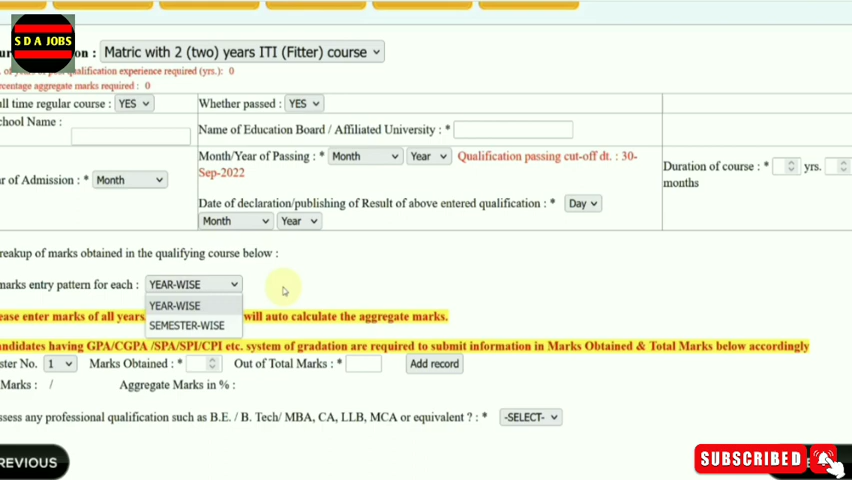 S D A JOBS
on : Matric with 2 (two) years ITI (Fitter) course
qualification experience required (yrs.): 0
centage aggregate marks required : 0
ll time regular course : YES Whether passed : YES
chool Name :
Name of Education Board / Affiliated University : *
Month/Year of Passing : * Month Year Qualification passing cut-off dt. : 30-
Sep-2022
Duration of course : * yrs.
months
r of Admission : * Month
Date of declaration/publishing of Result of above entered qualification : * Day
Month Year
reakup of marks obtained in the qualifying course below :
marks entry pattern for each : YEAR-WISE
YEAR-WISE
SEMESTER-WISE
ease enter marks of all years will auto calculate the aggregate marks.
andidates having GPA/CGPA /SPA/SPI/CPI etc. system of gradation are required to submit information in Marks Obtained & Total Marks below accordingly
ster No. 1 Marks Obtained : * Out of Total Marks : * Add record
Marks : / Aggregate Marks in % :
ssess any professional qualification such as B.E. / B. Tech/ MBA, CA, LLB, MCA or equivalent ? : * -SELECT-
REVIOUS
SUBSCRIBED